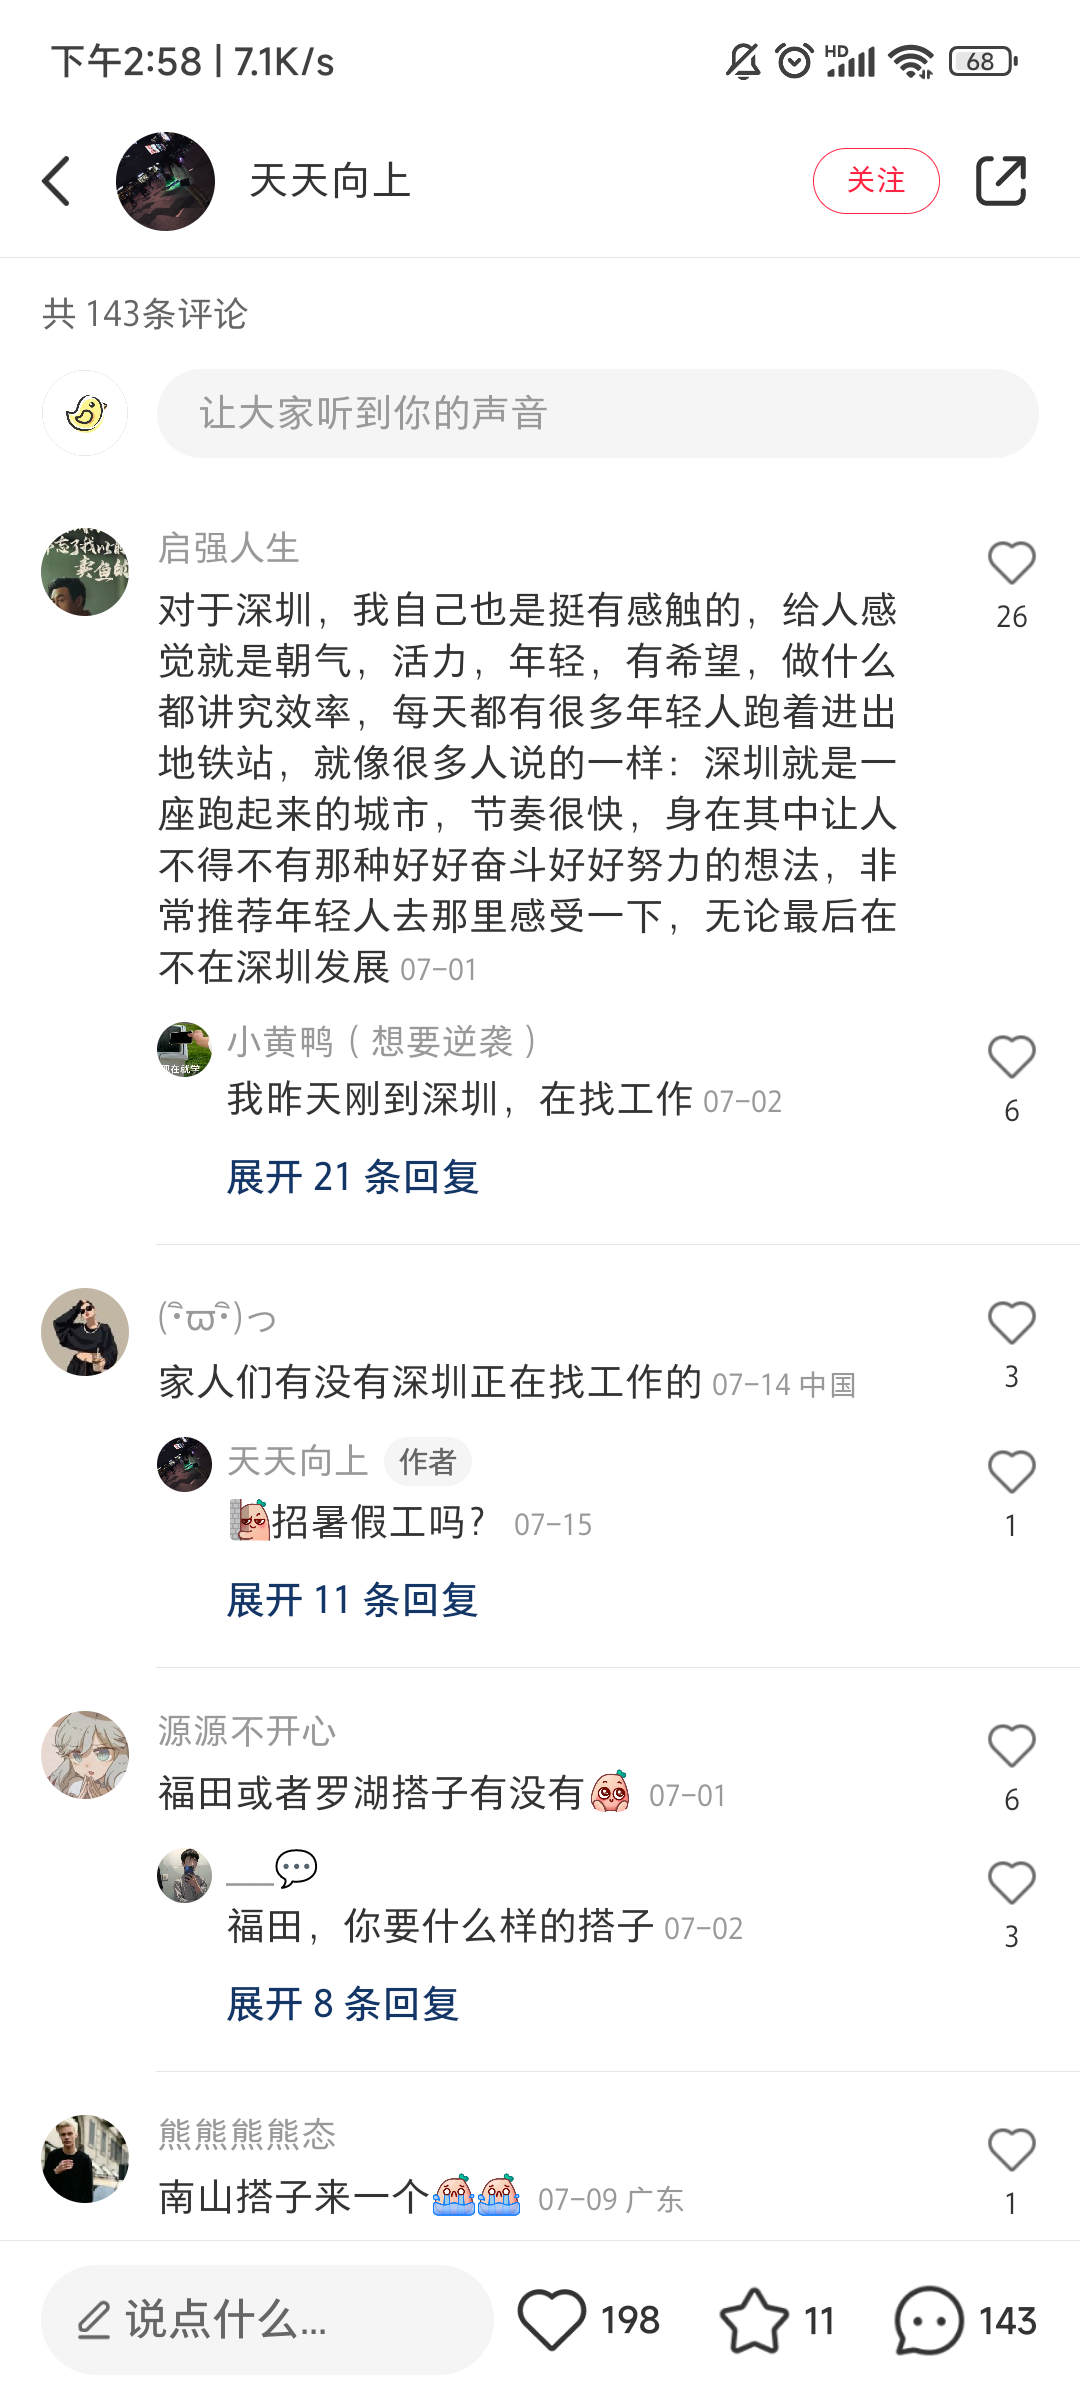 下午2:58 | 7.1K/s
HD
68
天天向上
关注
共 143条评论
让大家听到你的声音
启强人生
对于深圳，我自己也是挺有感触的，给人感
觉就是朝气，活力，年轻，有希望，做什么
都讲究效率，每天都有很多年轻人跑着进出
地铁站，就像很多人说的一样：深圳就是一
座跑起来的城市，节奏很快，身在其中让人
不得不有那种好好奋斗好好努力的想法，非
常推荐年轻人去那里感受一下，无论最后在
不在深圳发展 07-01
26
小黄鸭（想要逆袭）
我昨天刚到深圳，在找工作 07-02
6
展开 21 条回复
家人们有没有深圳正在找工作的 07-14 中国
3
天天向上 作者
招暑假工吗？ 07-15
1
展开 11 条回复
源源不开心
福田或者罗湖搭子有没有 07-01
6
__💬
福田，你要什么样的搭子 07-02
3
展开 8 条回复
熊熊熊熊态
南山搭子来一个 07-09 广东
1
说点什么...
198
11
143